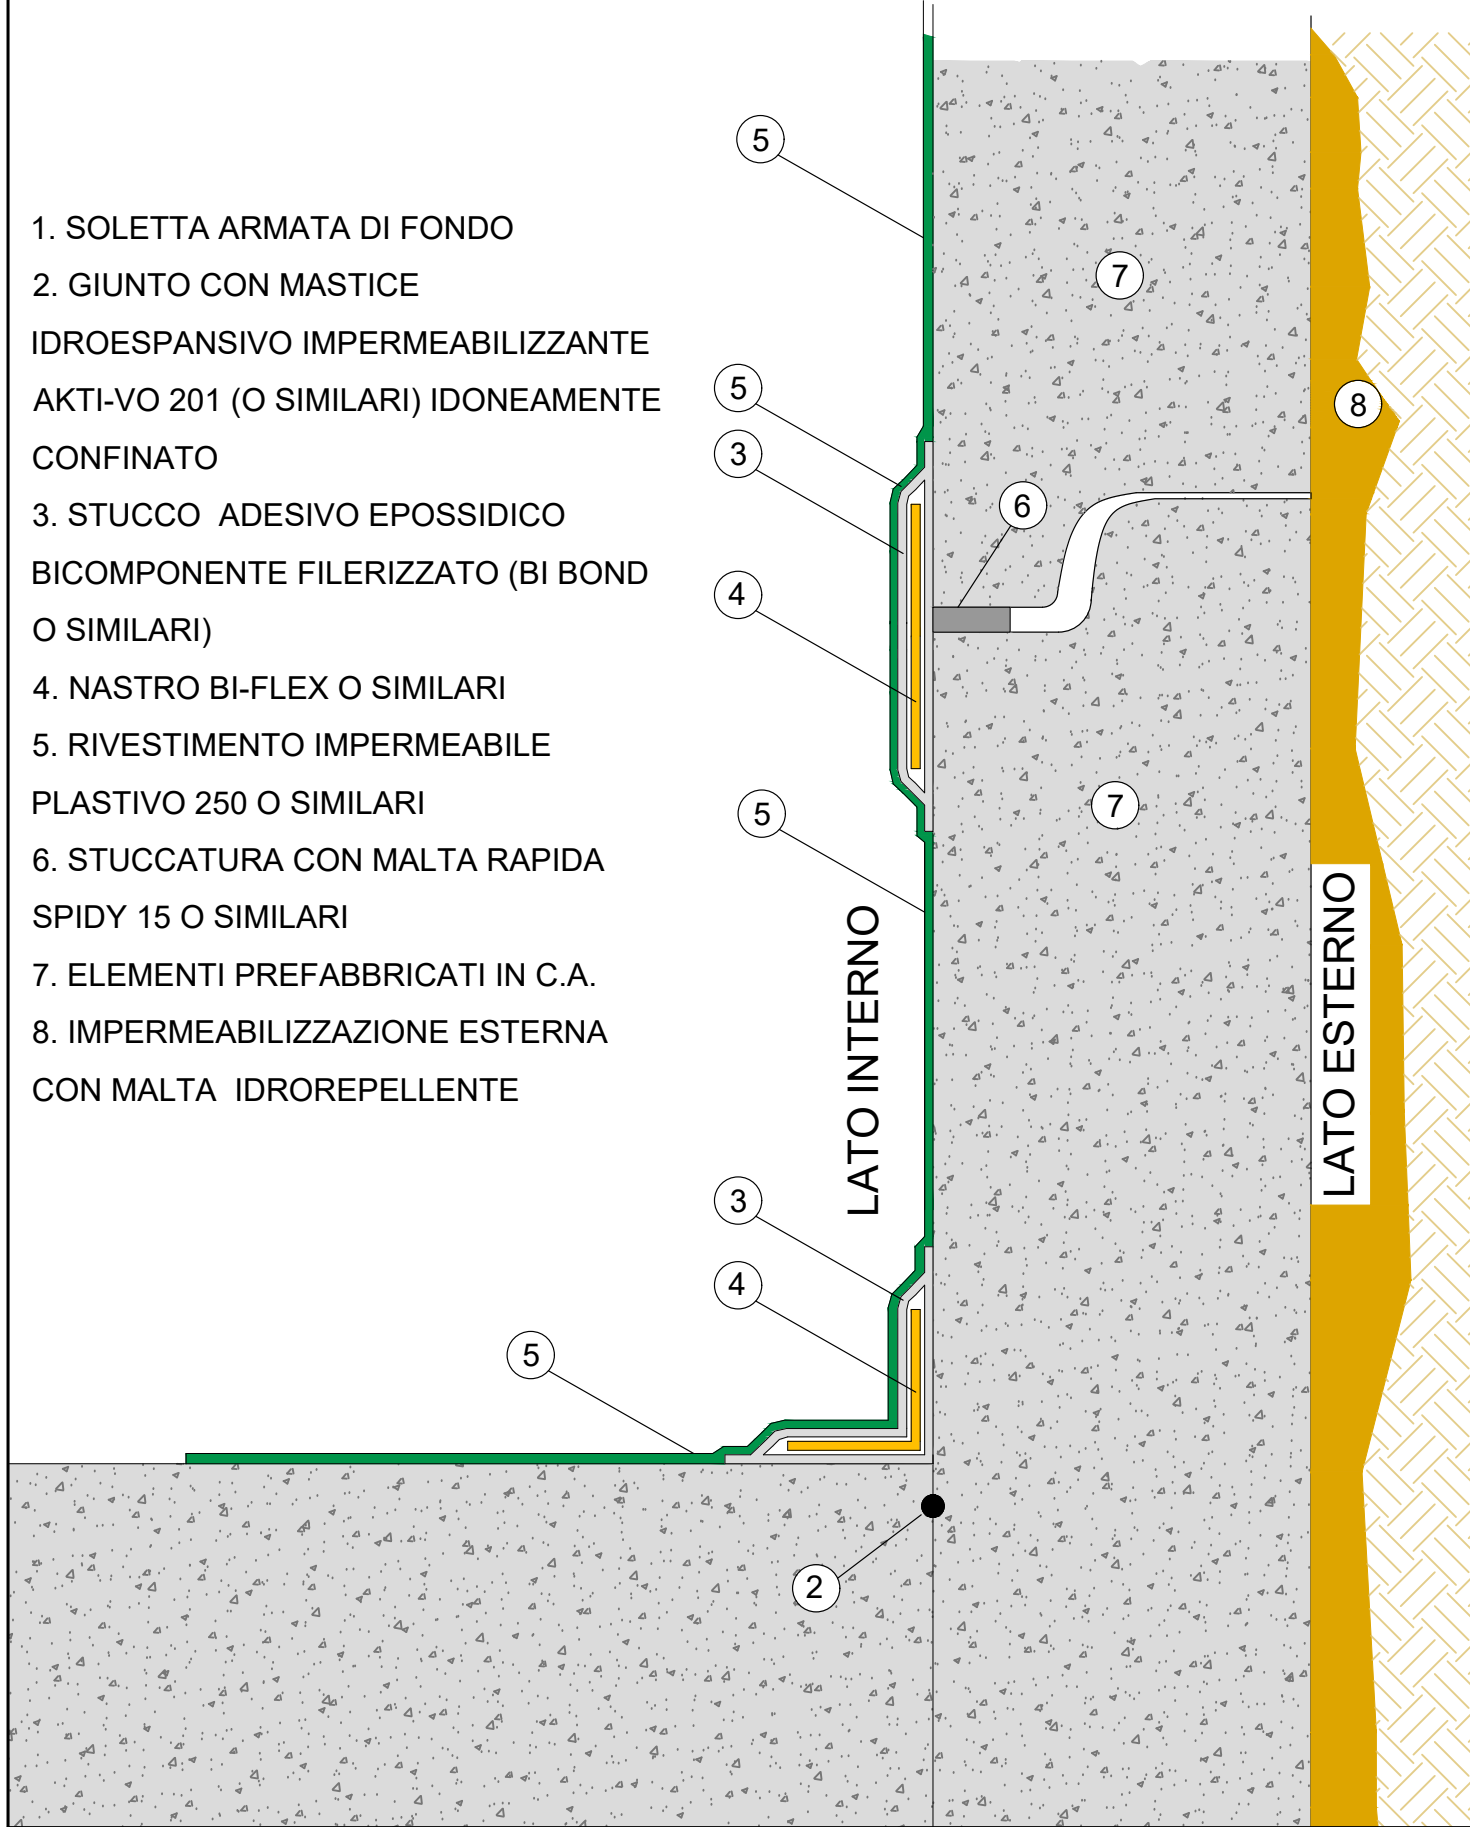 1. SOLETTA ARMATA DI FONDO
2. GIUNTO CON MASTICE
IDROESPANSIVO IMPERMEABILIZZANTE
AKTI-VO 201 (O SIMILARI) IDONEAMENTE
CONFINATO
3. STUCCO ADESIVO EPOSSIDICO
BICOMPONENTE FILERIZZATO (BI BOND
O SIMILARI)
4. NASTRO BI-FLEX O SIMILARI
5. RIVESTIMENTO IMPERMEABILE
PLASTIVO 250 O SIMILARI
6. STUCCATURA CON MALTA RAPIDA
SPIDY 15 O SIMILARI
7. ELEMENTI PREFABBRICATI IN C.A.
8. IMPERMEABILIZZAZIONE ESTERNA
CON MALTA IDROREPELLENTE
5
7
5
8
3
6
4
7
5
LATO INTERNO
LATO ESTERNO
3
4
5
2